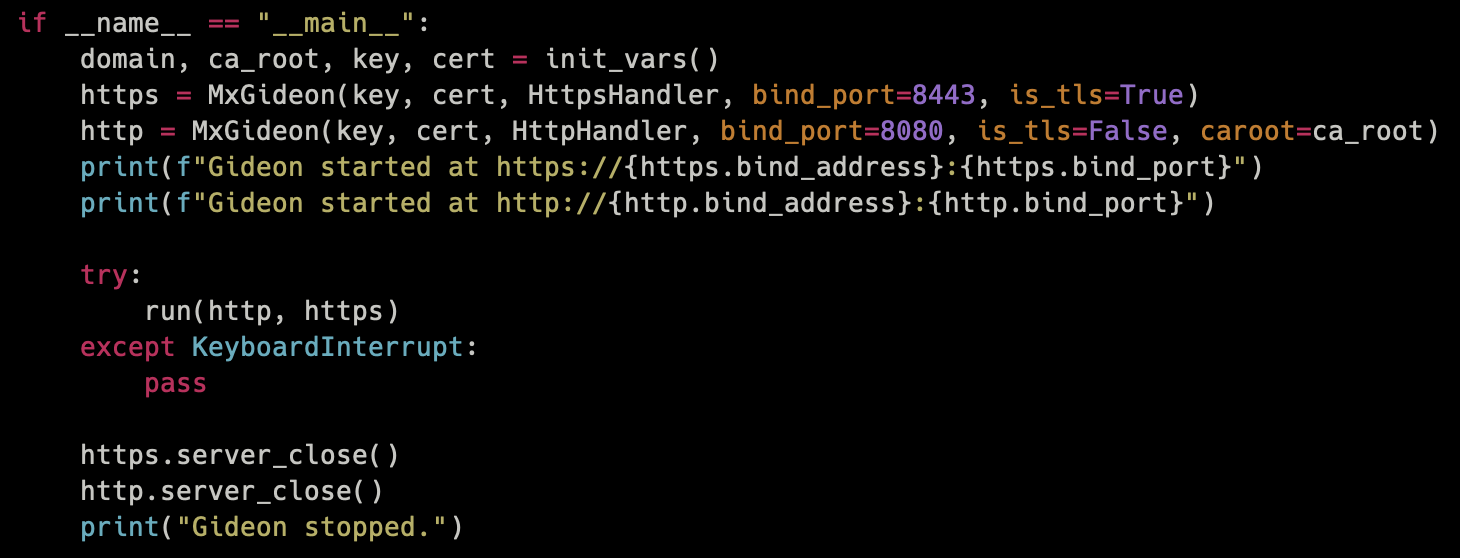 if __name__ == "__main__":
    domain, ca_root, key, cert = init_vars()
    https = MxGideon(key, cert, HttpsHandler, bind_port=8443, is_tls=True)
    http = MxGideon(key, cert, HttpHandler, bind_port=8080, is_tls=False, caroot=ca_root)
    print(f"Gideon started at https://{https.bind_address}:{https.bind_port}")
    print(f"Gideon started at http://{http.bind_address}:{http.bind_port}")

    try:
        run(http, https)
    except KeyboardInterrupt:
        pass

    https.server_close()
    http.server_close()
    print("Gideon stopped.")